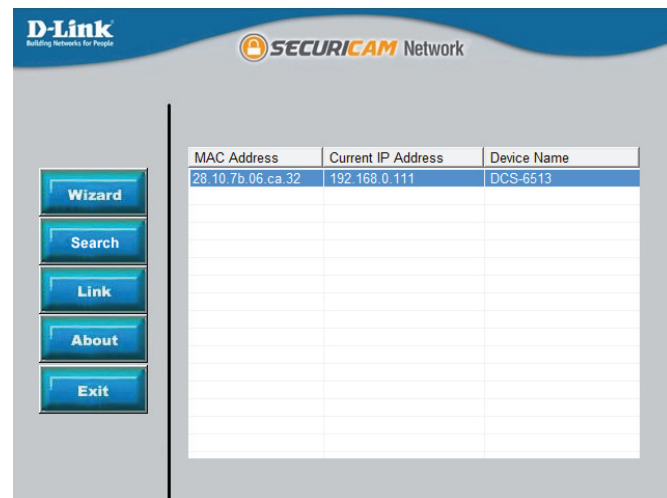 D-Link
Building Networks for People
SECURICAM Network
MAC Address Current IP Address Device Name
28.10.7b.06.ca.32 192.168.0.111 DCS-6513
Wizard
Search
Link
About
Exit